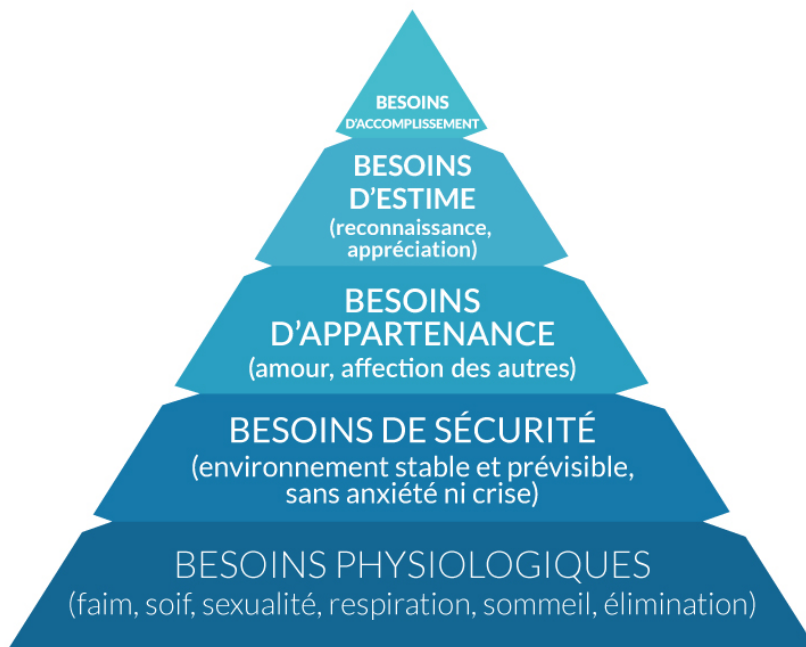 BESOINS
D'ACCOMPLISSEMENT
BESOINS
D'ESTIME
(reconnaissance,
appréciation)
BESOINS
D'APPARTENANCE
(amour, affection des autres)
BESOINS DE SÉCURITÉ
(environnement stable et prévisible,
sans anxiété ni crise)
BESOINS PHYSIOLOGIQUES
(faim, soif, sexualité, respiration, sommeil, élimination)